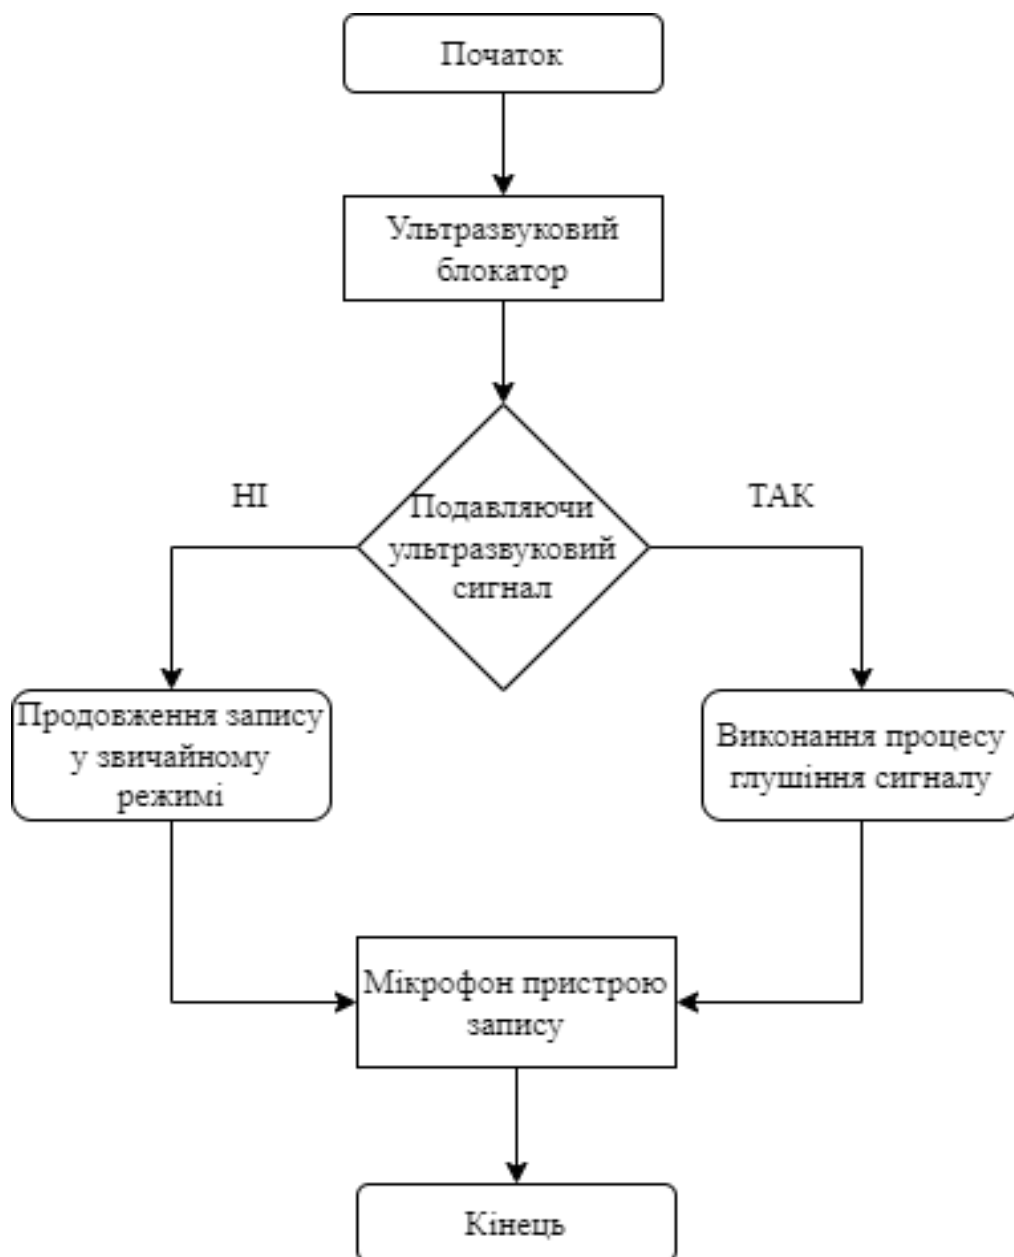 Початок
Ультразвуковий
блокатор
НІ
ТАК
Подавляючи
ультразвуковий
сигнал
Продовження запису
у звичайному
режимі
Виконання процесу
глушіння сигналу
Мікрофон пристрою
запису
Кінець